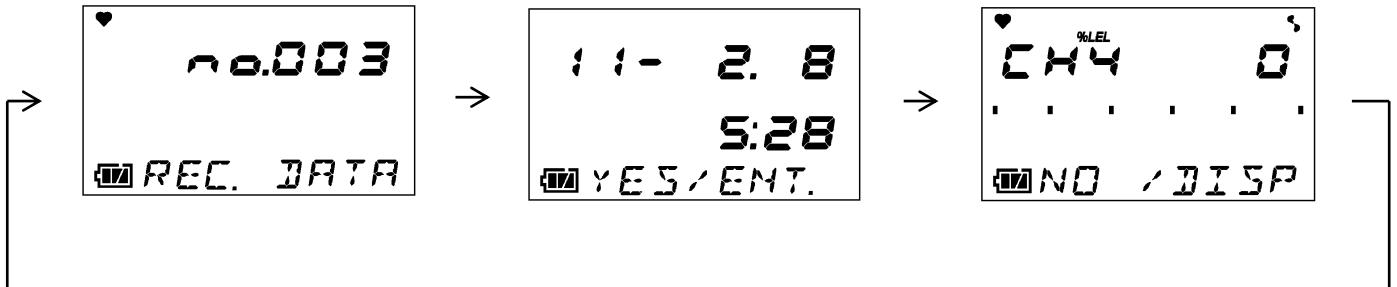 no.003
REC. DATA
11- 2. 8
5:28
YES/ENT.
%LEL
CH4 0
NO /DISP